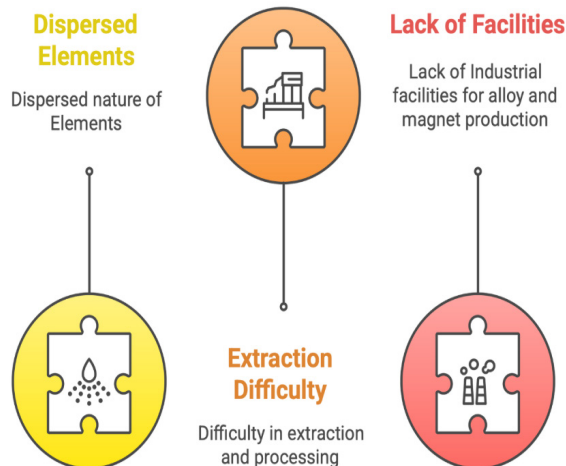 Dispersed
Elements
Dispersed nature of
Elements
Extraction
Difficulty
Difficulty in extraction
and processing
Lack of Facilities
Lack of Industrial
facilities for alloy and
magnet production